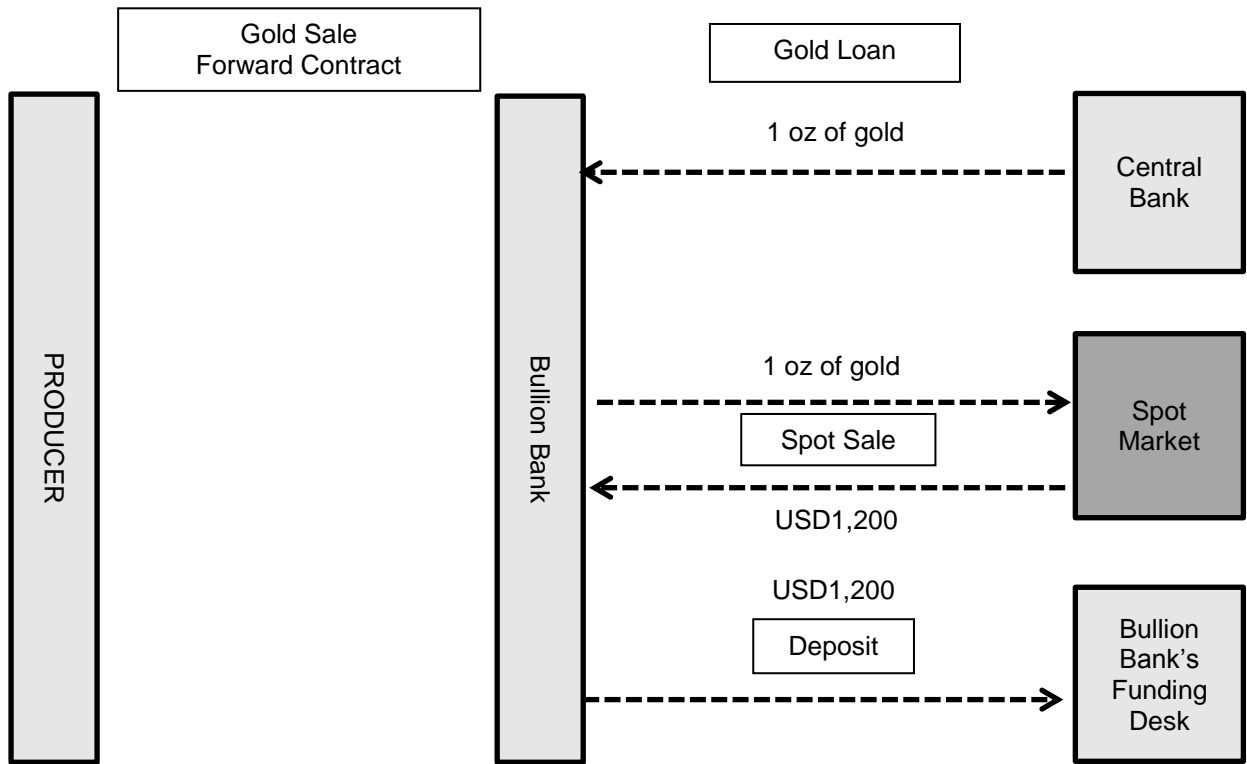 Gold Sale
Forward Contract
Gold Loan
PRODUCER
Bullion Bank
1 oz of gold
Central
Bank
1 oz of gold
Spot Sale
USD1,200
Spot
Market
USD1,200
Deposit
Bullion
Bank’s
Funding
Desk